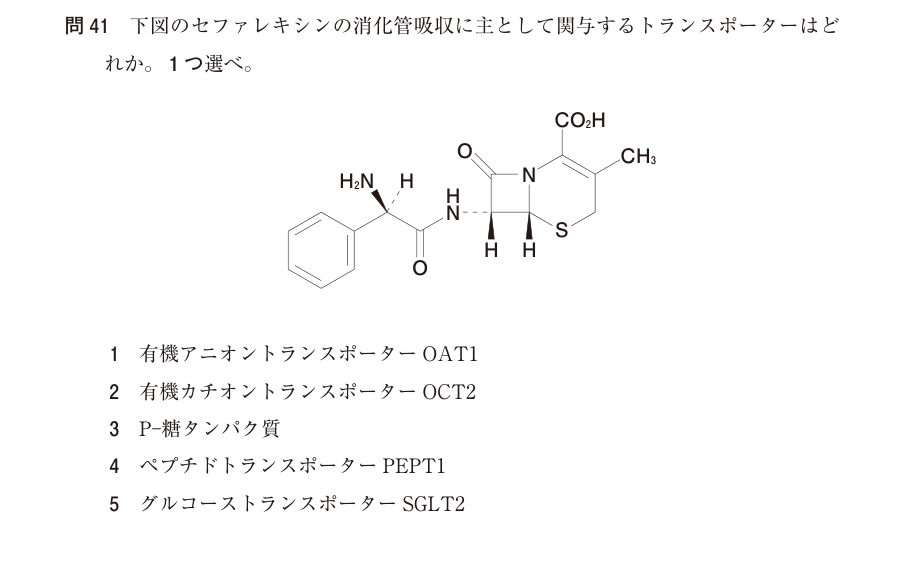 問 41　下図のセファレキシンの消化管吸収に主として関与するトランスポーターはど
れか。1つ選べ。
CO₂H
O
N
CH₃
H₂N
H
H
N
S
H
H
O
1　有機アニオントランスポーター OAT1
2　有機カチオントランスポーター OCT2
3　P-糖タンパク質
4　ペプチドトランスポーター PEPT1
5　グルコーストランスポーター SGLT2